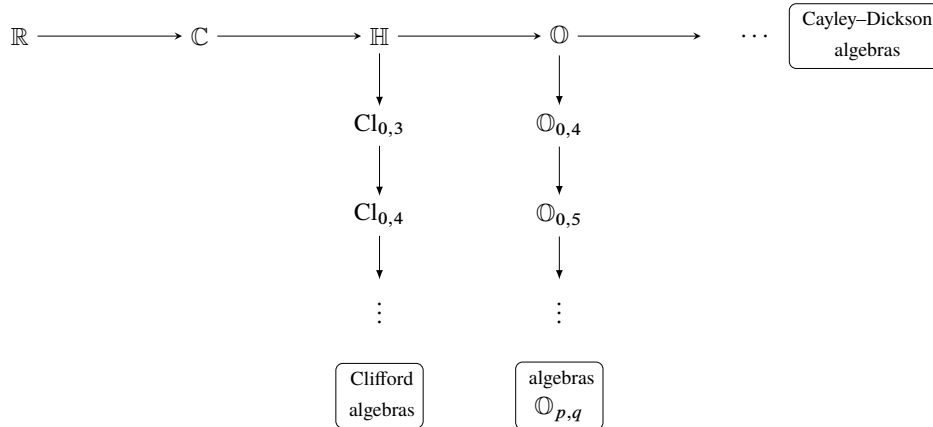 ℝ ℂ ℍ 𝕆 ⋯ Cayley–Dickson
algebras
Cl₀,₃ 𝕆₀,₄
Cl₀,₄ 𝕆₀,₅
⋮ ⋮
Clifford algebras
algebras 𝕆p,q